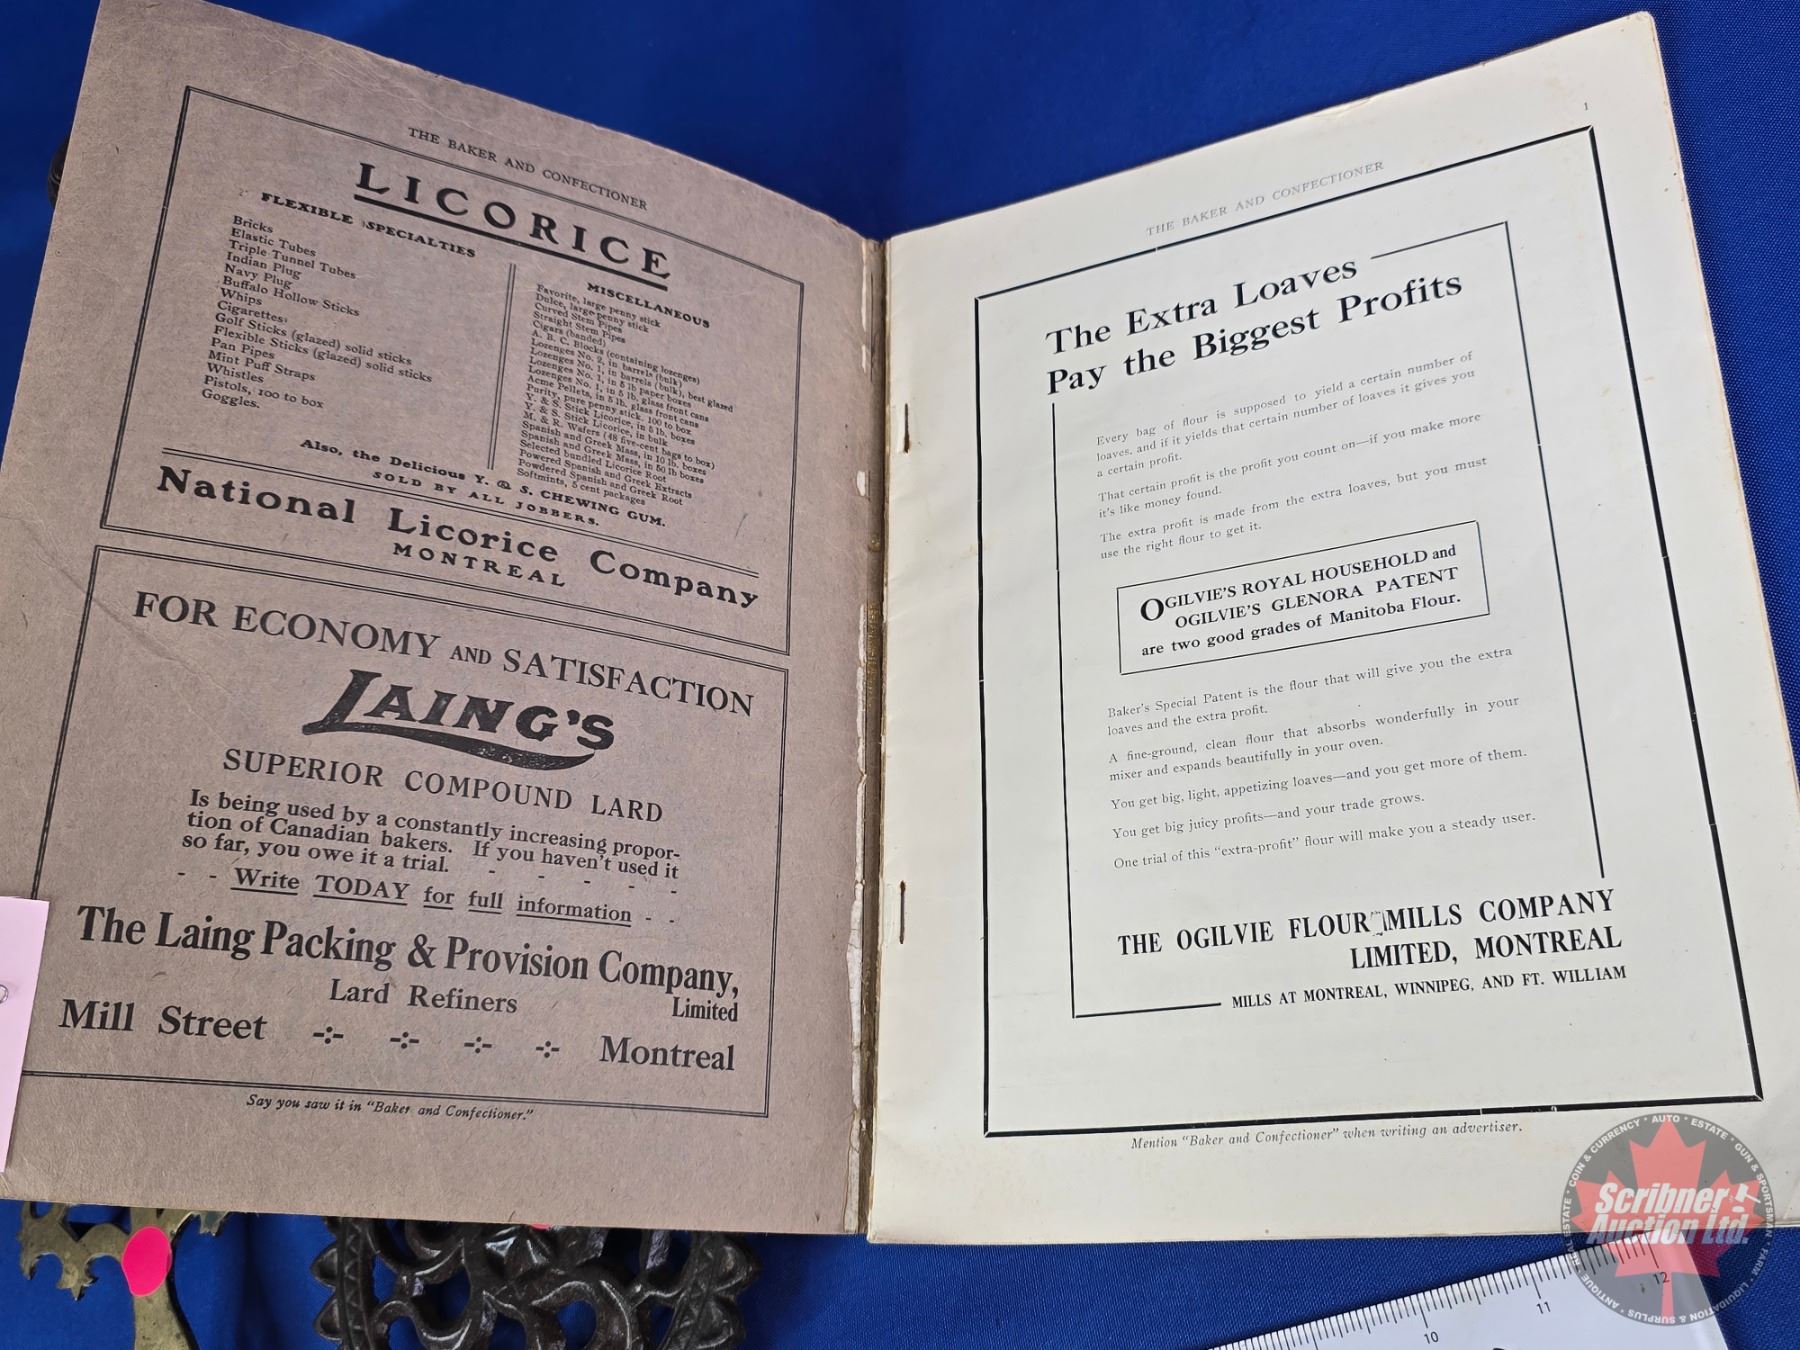 THE BAKER AND CONFECTIONER
LICORICE
FLEXIBLE SPECIALTIES
Bricks
Elastic Tubes
Triple Tunnel Tubes
Indian Plug
Navy Plug
Buffalo Hollow Sticks
Whips
Cigarettes
Golf Sticks (glazed) solid sticks
Flexible Sticks (glazed) solid sticks
Pan Pipes
Mint Puff Straps
Whistles
Pistols, 100 to box
Goggles.
MISCELLANEOUS
Favorite, large penny stick
Dulce, large penny stick
Curved Stem Pipes
Straight Stem Pipes
Cigars (banded)
A. B. C. Blocks (containing lozenges)
Lozenges No. 2, in barrels (bulk)
Lozenges No. 1, in barrels (bulk), best glazed
Lozenges No. 1, in 5 lb. paper boxes
Lozenges No. 1, in 5 lb. glass front cans
Acme Pellets, in 5 lb. glass front cans
Purity, pure penny stick, 100 to box
Y. & S. Stick Licorice, in 5 lb. boxes
Y. & S. Stick Licorice, in bulk
M. & R. Wafers (48 five-cent bags to box)
Spanish and Greek Mass, in 10 lb. boxes
Spanish and Greek Mass, in 50 lb boxes
Selected bundled Licorice Root
Powered Spanish and Greek Extracts
Powdered Spanish and Greek Root
Softmints, 5 cent packages
Also, the Delicious Y. & S. CHEWING GUM.
SOLD BY ALL JOBBERS.
National Licorice Company
MONTREAL
FOR ECONOMY AND SATISFACTION
LAING'S
SUPERIOR COMPOUND LARD
Is being used by a constantly increasing propor-
tion of Canadian bakers. If you haven't used it
so far, you owe it a trial. - - - - -
- - Write TODAY for full information - -
The Laing Packing & Provision Company,
Limited
Lard Refiners
Mill Street Montreal
Say you saw it in "Baker and Confectioner."
1
THE BAKER AND CONFECTIONER
The Extra Loaves
Pay the Biggest Profits
Every bag of flour is supposed to yield a certain number of
loaves, and if it yields that certain number of loaves it gives you
a certain profit.
That certain profit is the profit you count on—if you make more
it's like money found.
The extra profit is made from the extra loaves, but you must
use the right flour to get it.
OGILVIE'S ROYAL HOUSEHOLD and
OGILVIE'S GLENORA PATENT
are two good grades of Manitoba Flour.
Baker's Special Patent is the flour that will give you the extra
loaves and the extra profit.
A fine-ground, clean flour that absorbs wonderfully in your
mixer and expands beautifully in your oven.
You get big, light, appetizing loaves—and you get more of them.
You get big juicy profits—and your trade grows.
One trial of this "extra-profit" flour will make you a steady user.
THE OGILVIE FLOUR MILLS COMPANY
LIMITED, MONTREAL
MILLS AT MONTREAL, WINNIPEG, AND FT. WILLIAM
Mention "Baker and Confectioner" when writing an advertiser.
10 11 12
Scribner
Auction Ltd.
COIN & CURRENCY • AUTO • ESTATE • GUN & SPORTSMAN • FARM • LIQUIDATION & SURPLUS • ANTIQUE • REAL ESTATE